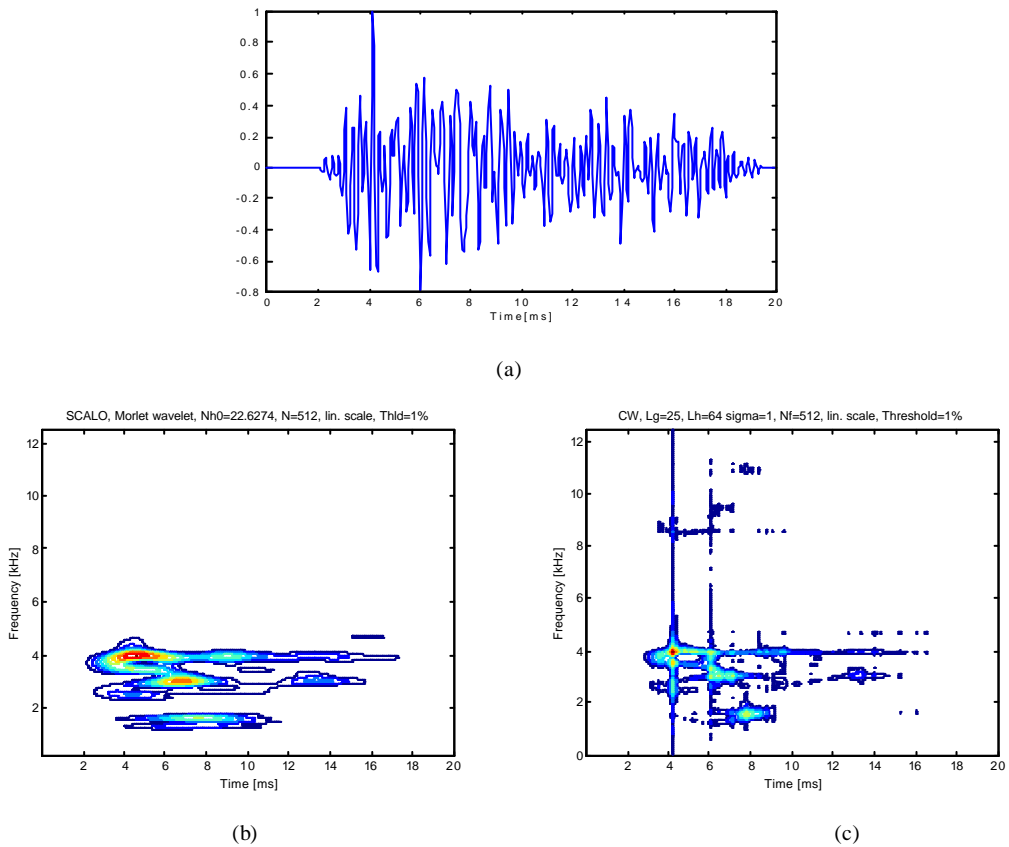 1
0.8
0.6
0.4
0.2
0
-0.2
-0.4
-0.6
-0.8
0 2 4 6 8 10 12 14 16 18 20
Time[ms]
(a)
SCALO, Morlet wavelet, Nh0=22.6274, N=512, lin. scale, Thld=1%
12
10
8
6
4
2
Frequency [kHz]
2 4 6 8 10 12 14 16 18 20
Time [ms]
(b)
CW, Lg=25, Lh=64 sigma=1, Nf=512, lin. scale, Threshold=1%
12
10
8
6
4
2
0
Frequency [kHz]
2 4 6 8 10 12 14 16 18 20
Time [ms]
(c)